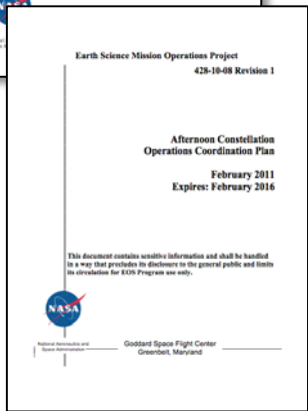 NASA
Earth Science Mission Operations Project
428-10-08 Revision 1
Afternoon Constellation
Operations Coordination Plan
February 2011
Expires: February 2016
This document contains sensitive information and shall be handled
in a way that precludes its disclosure to the general public and limits
its circulation for EOS Program use only.
NASA
National Aeronautics and
Space Administration
Goddard Space Flight Center
Greenbelt, Maryland